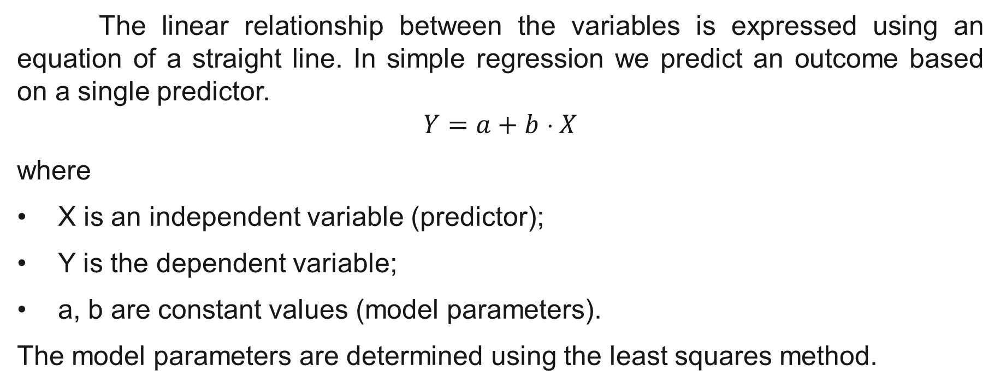 The linear relationship between the variables is expressed using an
equation of a straight line. In simple regression we predict an outcome based
on a single predictor.
Y = a + b · X
where
• X is an independent variable (predictor);
• Y is the dependent variable;
• a, b are constant values (model parameters).
The model parameters are determined using the least squares method.